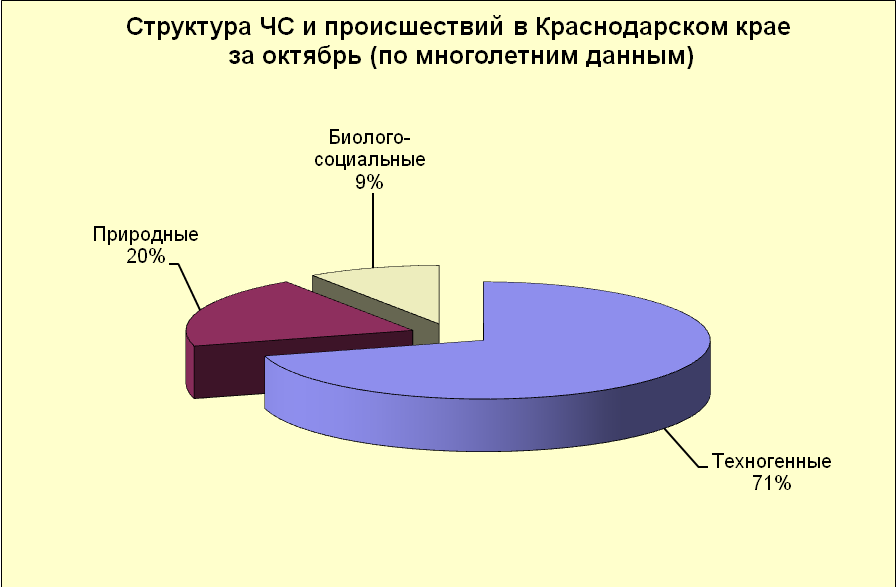 Структура ЧС и происшествий в Краснодарском крае
за октябрь (по многолетним данным)
Биолого-
социальные
9%
Природные
20%
Техногенные
71%